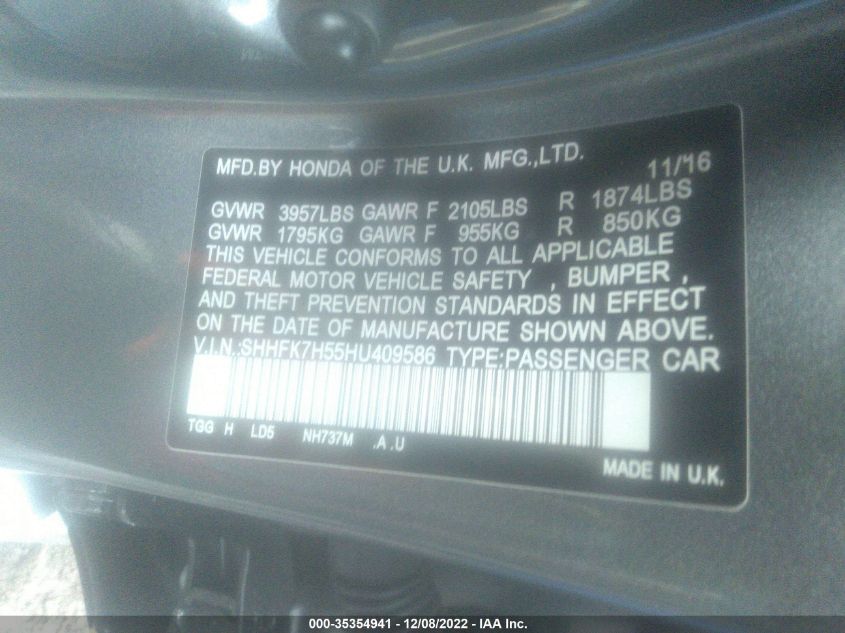 MFD.BY HONDA OF THE U.K. MFG.,LTD. 11/16
GVWR 3957LBS GAWR F 2105LBS R 1874LBS
GVWR 1795KG GAWR F 955KG R 850KG
THIS VEHICLE CONFORMS TO ALL APPLICABLE
FEDERAL MOTOR VEHICLE SAFETY , BUMPER ,
AND THEFT PREVENTION STANDARDS IN EFFECT
ON THE DATE OF MANUFACTURE SHOWN ABOVE.
V.I.N.:SHHFK7H55HU409586 TYPE:PASSENGER CAR
TGG H LD5 NH737M .A .U
MADE IN U.K.
000-35354941 - 12/08/2022 - IAA Inc.